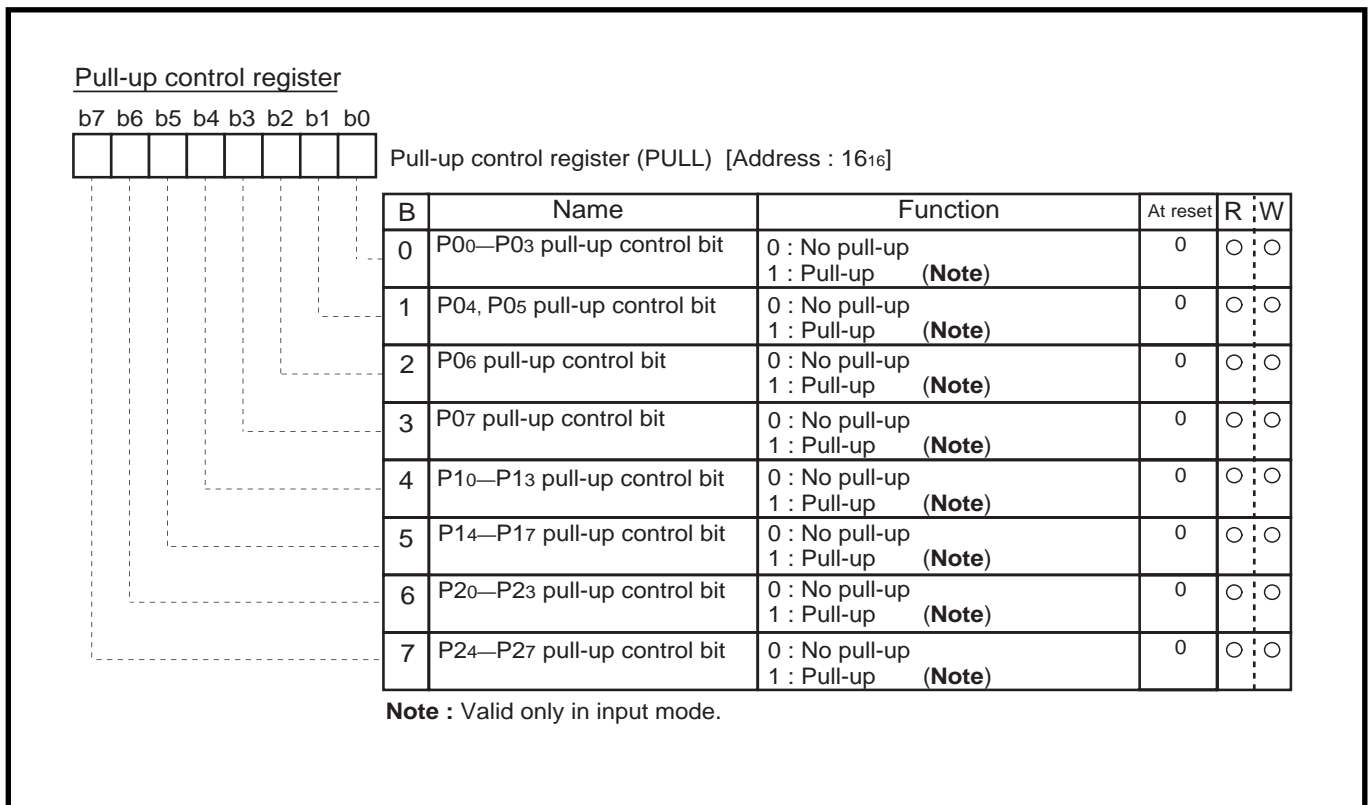 Pull-up control register
b7 b6 b5 b4 b3 b2 b1 b0
Pull-up control register (PULL) [Address : 16₁₆]
B Name Function At reset R W
0 P0₀—P0₃ pull-up control bit 0 : No pull-up 0 ○ ○
1 : Pull-up (Note)
1 P0₄, P0₅ pull-up control bit 0 : No pull-up 0 ○ ○
1 : Pull-up (Note)
2 P0₆ pull-up control bit 0 : No pull-up 0 ○ ○
1 : Pull-up (Note)
3 P0₇ pull-up control bit 0 : No pull-up 0 ○ ○
1 : Pull-up (Note)
4 P1₀—P1₃ pull-up control bit 0 : No pull-up 0 ○ ○
1 : Pull-up (Note)
5 P1₄—P1₇ pull-up control bit 0 : No pull-up 0 ○ ○
1 : Pull-up (Note)
6 P2₀—P2₃ pull-up control bit 0 : No pull-up 0 ○ ○
1 : Pull-up (Note)
7 P2₄—P2₇ pull-up control bit 0 : No pull-up 0 ○ ○
1 : Pull-up (Note)
Note : Valid only in input mode.